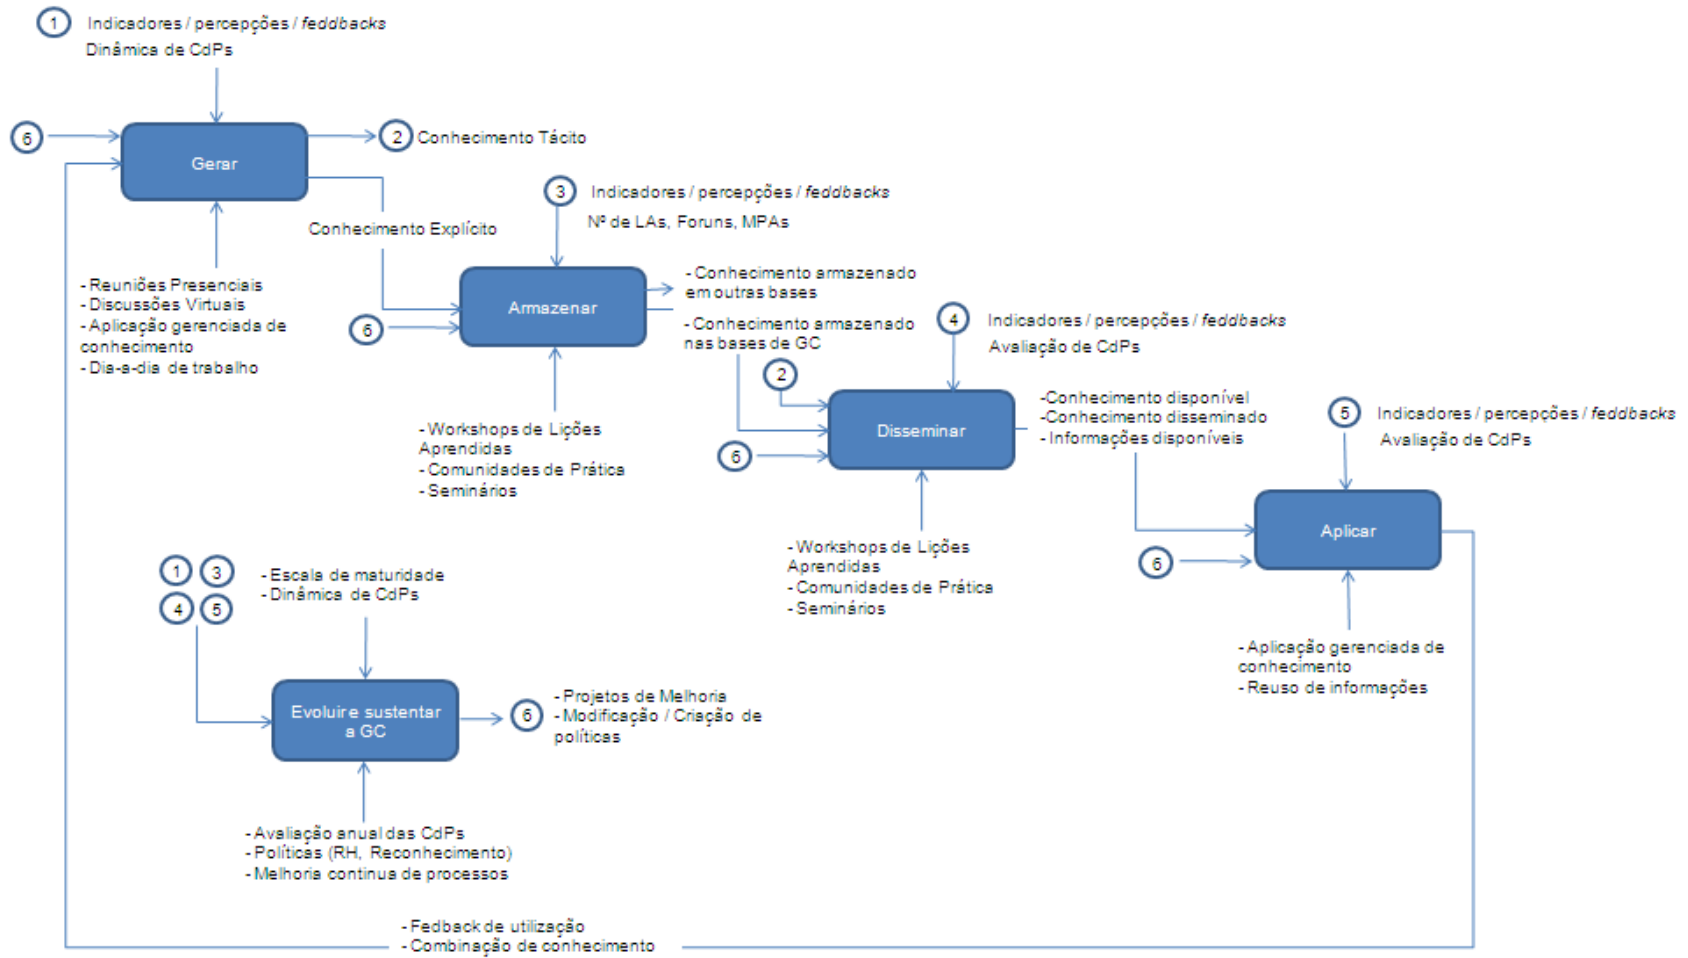 1 Indicadores / percepções / feddbacks
Dinâmica de CdPs
6
Gerar
2 Conhecimento Tácito
Conhecimento Explícito
- Reuniões Presenciais
- Discussões Virtuais
- Aplicação gerenciada de
conhecimento
- Dia-a-dia de trabalho
3 Indicadores / percepções / feddbacks
Nº de LAs, Foruns, MPAs
Armazenar
6
- Conhecimento armazenado
em outras bases
- Conhecimento armazenado
nas bases de GC
- Workshops de Lições
Aprendidas
- Comunidades de Prática
- Seminários
4 Indicadores / percepções / feddbacks
Avaliação de CdPs
2
Disseminar
6
-Conhecimento disponível
-Conhecimento disseminado
- Informações disponíveis
- Workshops de Lições
Aprendidas
- Comunidades de Prática
- Seminários
5 Indicadores / percepções / feddbacks
Avaliação de CdPs
Aplicar
6
- Aplicação gerenciada de
conhecimento
- Reuso de informações
1 3
4 5
- Escala de maturidade
- Dinâmica de CdPs
Evoluir e sustentar
a GC
6
- Projetos de Melhoria
- Modificação / Criação de
políticas
- Avaliação anual das CdPs
- Políticas (RH, Reconhecimento)
- Melhoria continua de processos
- Fedback de utilização
- Combinação de conhecimento